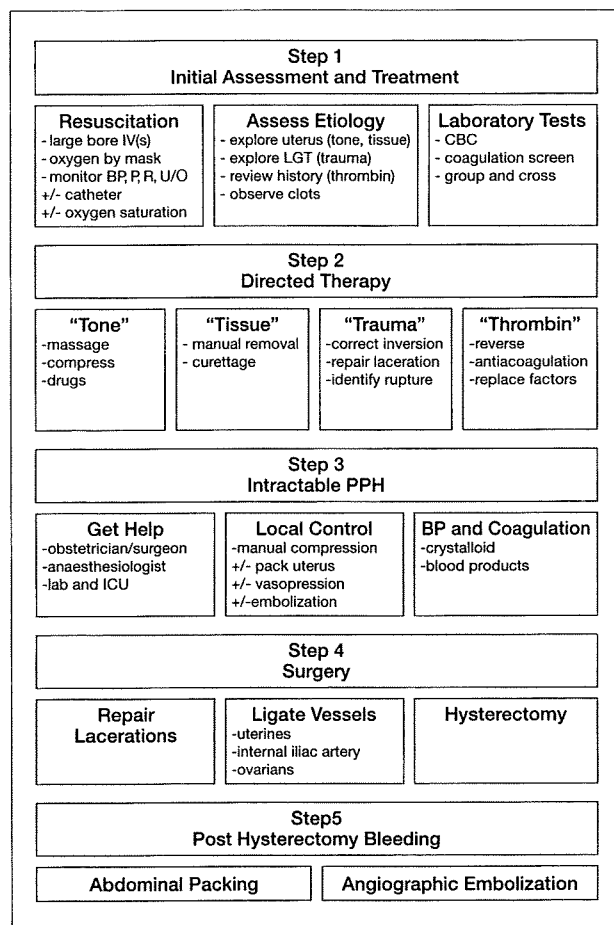 Step 1
Initial Assessment and Treatment
Resuscitation
-large bore IV(s)
-oxygen by mask
-monitor BP, P, R, U/O
+/- catheter
+/- oxygen saturation
Assess Etiology
- explore uterus (tone, tissue)
- explore LGT (trauma)
- review history (thrombin)
- observe clots
Laboratory Tests
- CBC
- coagulation screen
- group and cross
Step 2
Directed Therapy
"Tone"
-massage
-compress
-drugs
"Tissue"
- manual removal
- curettage
"Trauma"
-correct inversion
-repair laceration
-identify rupture
"Thrombin"
-reverse
-antiacoagulation
-replace factors
Step 3
Intractable PPH
Get Help
-obstetrician/surgeon
-anaesthesiologist
-lab and ICU
Local Control
-manual compression
+/- pack uterus
+/- vasopression
+/-embolization
BP and Coagulation
-crystalloid
-blood products
Step 4
Surgery
Repair
Lacerations
Ligate Vessels
-uterines
-internal iliac artery
-ovarians
Hysterectomy
Step5
Post Hysterectomy Bleeding
Abdominal Packing
Angiographic Embolization